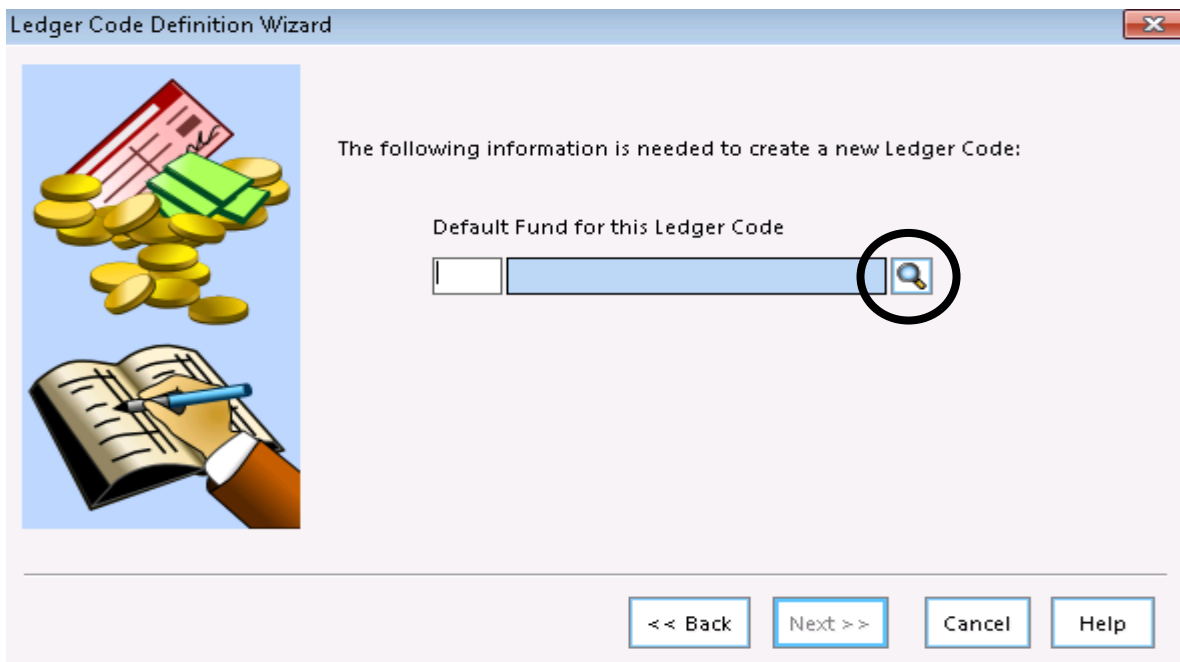 Ledger Code Definition Wizard
The following information is needed to create a new Ledger Code:
Default Fund for this Ledger Code
<< Back Next >> Cancel Help